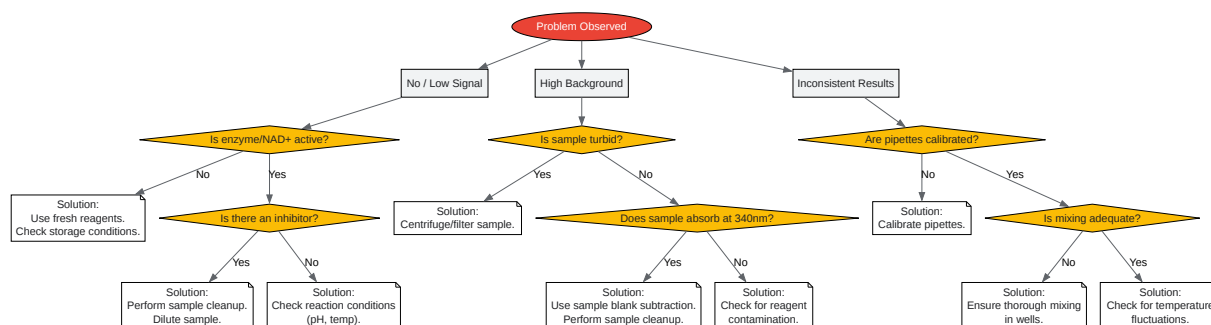 Problem Observed
No / Low Signal
High Background
Inconsistent Results
Is enzyme/NAD+ active?
Is sample turbid?
Are pipettes calibrated?
No
Yes
Yes
No
No
Yes
Solution:
Use fresh reagents.
Check storage conditions.
Is there an inhibitor?
Solution:
Centrifuge/filter sample.
Does sample absorb at 340nm?
Solution:
Calibrate pipettes.
Is mixing adequate?
Yes
No
Yes
No
No
Yes
Solution:
Perform sample cleanup.
Dilute sample.
Solution:
Check reaction conditions
(pH, temp).
Solution:
Use sample blank subtraction.
Perform sample cleanup.
Solution:
Check for reagent
contamination.
Solution:
Ensure thorough mixing
in wells.
Solution:
Check for temperature
fluctuations.